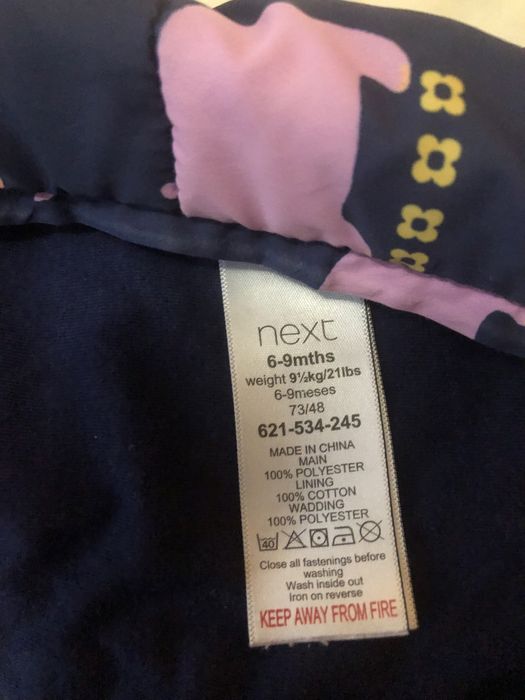 next
6-9mths
weight 9½kg/21lbs
6-9meses
73/48
621-534-245
MADE IN CHINA
MAIN
100% POLYESTER
LINING
100% COTTON
WADDING
100% POLYESTER
40
Close all fastenings before
washing
Wash inside out
Iron on reverse
KEEP AWAY FROM FIRE